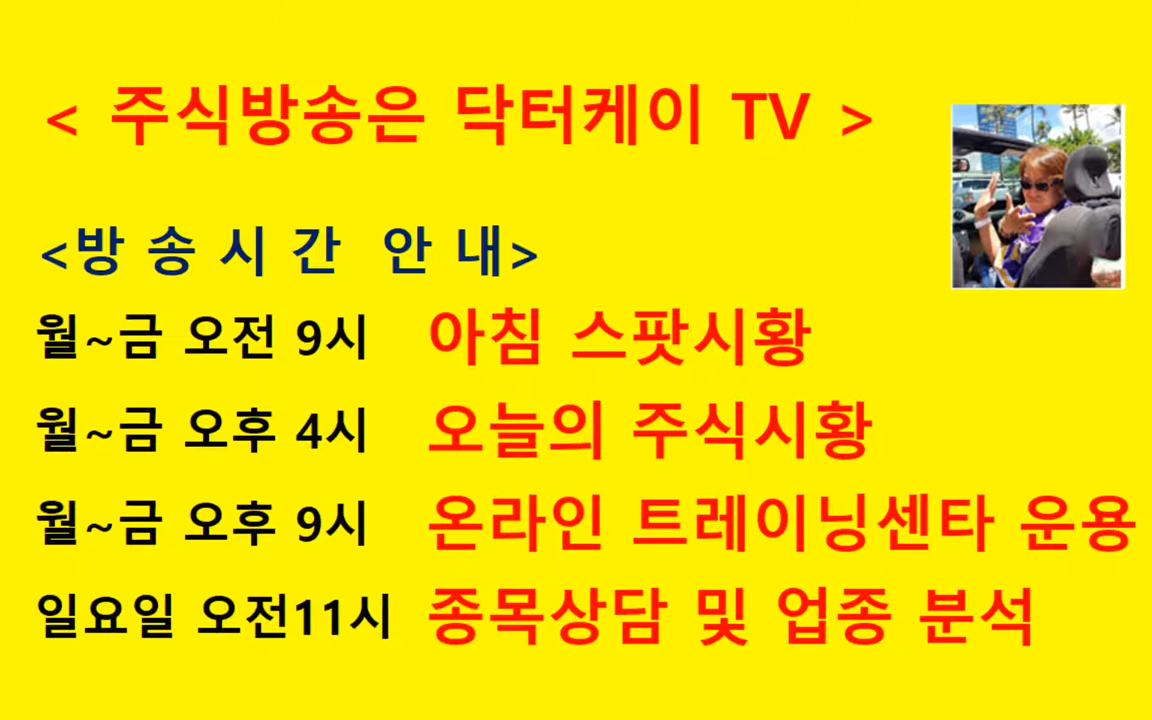 < 주식방송은 닥터케이 TV >
<방 송 시 간 안 내>
월~금 오전 9시 아침 스팟시황
월~금 오후 4시 오늘의 주식시황
월~금 오후 9시 온라인 트레이닝센타 운용
일요일 오전11시 종목상담 및 업종 분석